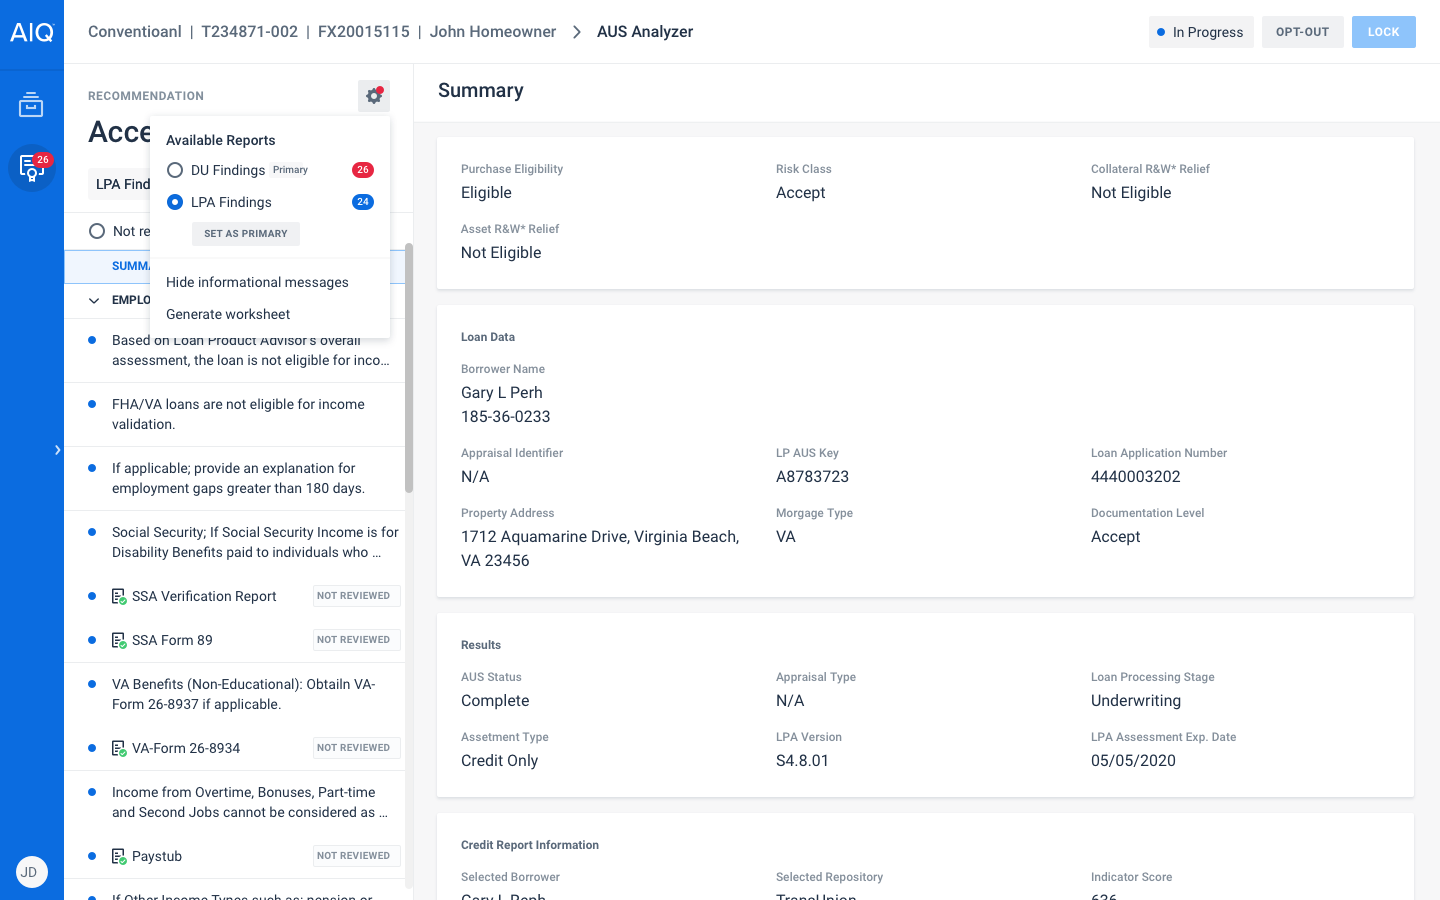 AIQ
Conventioanl | T234871-002 | FX20015115 | John Homeowner > AUS Analyzer
In Progress
OPT-OUT
LOCK
26
JD
RECOMMENDATION
Acce
LPA Find
Not re
SUMMA
EMPLO
Available Reports
DU Findings Primary 26
LPA Findings 24
SET AS PRIMARY
Hide informational messages
Generate worksheet
Based on Loan Product Advisor's overall
assessment, the loan is not eligible for inco...
FHA/VA loans are not eligible for income
validation.
If applicable; provide an explanation for
employment gaps greater than 180 days.
Social Security; If Social Security Income is for
Disability Benefits paid to individuals who ...
SSA Verification Report NOT REVIEWED
SSA Form 89 NOT REVIEWED
VA Benefits (Non-Educational): Obtailn VA-
Form 26-8937 if applicable.
VA-Form 26-8934 NOT REVIEWED
Income from Overtime, Bonuses, Part-time
and Second Jobs cannot be considered as ...
Paystub NOT REVIEWED
If Other Income Types such as: pension or
Summary
Purchase Eligibility Risk Class Collateral R&W* Relief
Eligible Accept Not Eligible
Asset R&W* Relief
Not Eligible
Loan Data
Borrower Name
Gary L Perh
185-36-0233
Appraisal Identifier LP AUS Key Loan Application Number
N/A A8783723 4440003202
Property Address Morgage Type Documentation Level
1712 Aquamarine Drive, Virginia Beach, VA Accept
VA 23456
Results
AUS Status Appraisal Type Loan Processing Stage
Complete N/A Underwriting
Assetment Type LPA Version LPA Assessment Exp. Date
Credit Only S4.8.01 05/05/2020
Credit Report Information
Selected Borrower Selected Repository Indicator Score
Gary L Perh TransUnion 636